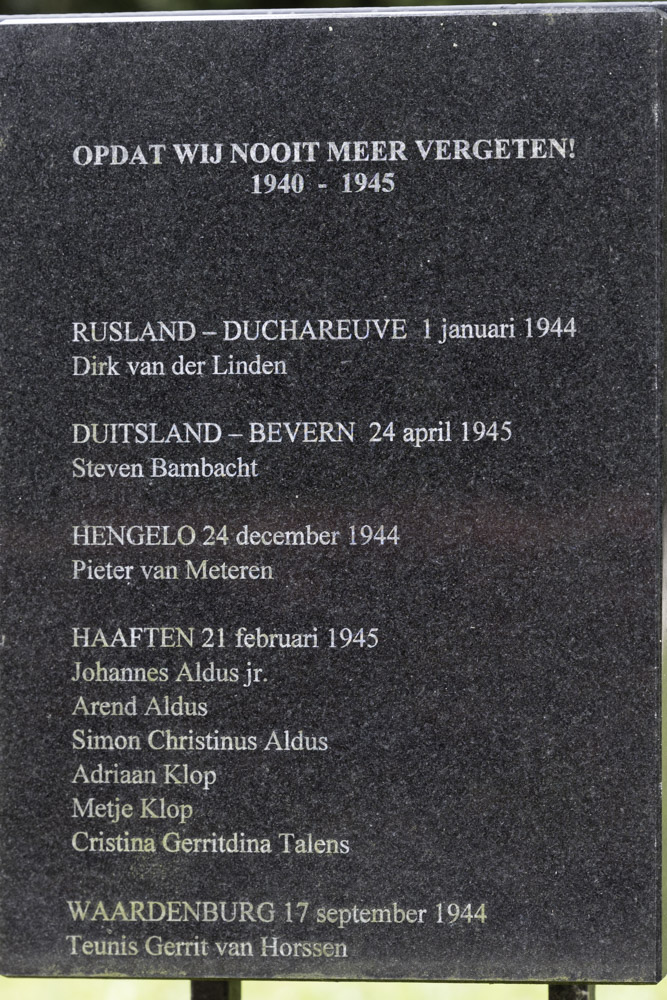 OPDAT WIJ NOOIT MEER VERGETEN!
1940 - 1945
RUSLAND – DUCHAREUVE 1 januari 1944
Dirk van der Linden
DUITSLAND – BEVERN 24 april 1945
Steven Bambacht
HENGELO 24 december 1944
Pieter van Meteren
HAAFTEN 21 februari 1945
Johannes Aldus jr.
Arend Aldus
Simon Christinus Aldus
Adriaan Klop
Metje Klop
Cristina Gerritdina Talens
WAARDENBURG 17 september 1944
Teunis Gerrit van Horssen